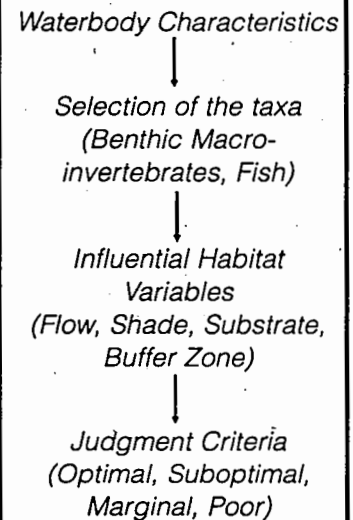 Waterbody Characteristics
Selection of the taxa
(Benthic Macro-
invertebrates, Fish)
Influential Habitat
Variables
(Flow, Shade, Substrate,
Buffer Zone)
Judgment Criteria
(Optimal, Suboptimal,
Marginal, Poor)